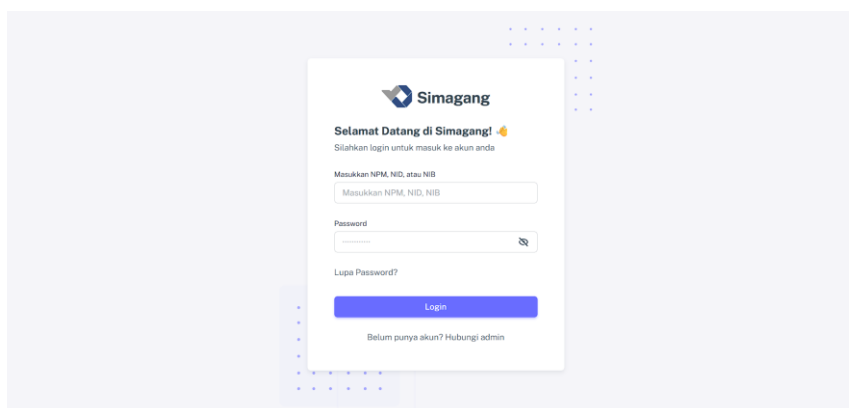 Simagang
Selamat Datang di Simagang! 👋
Silahkan login untuk masuk ke akun anda
Masukkan NPM, NID, atau NIB
Masukkan NPM, NID, NIB
Password
············
Lupa Password?
Login
Belum punya akun? Hubungi admin